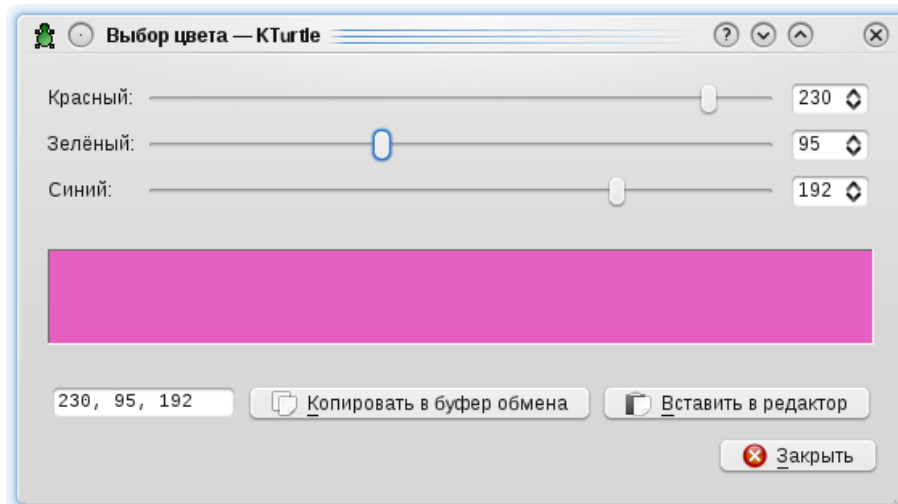 Выбор цвета — KTurtle
Красный: 230
Зелёный: 95
Синий: 192
230, 95, 192 Копировать в буфер обмена Вставить в редактор
Закрыть